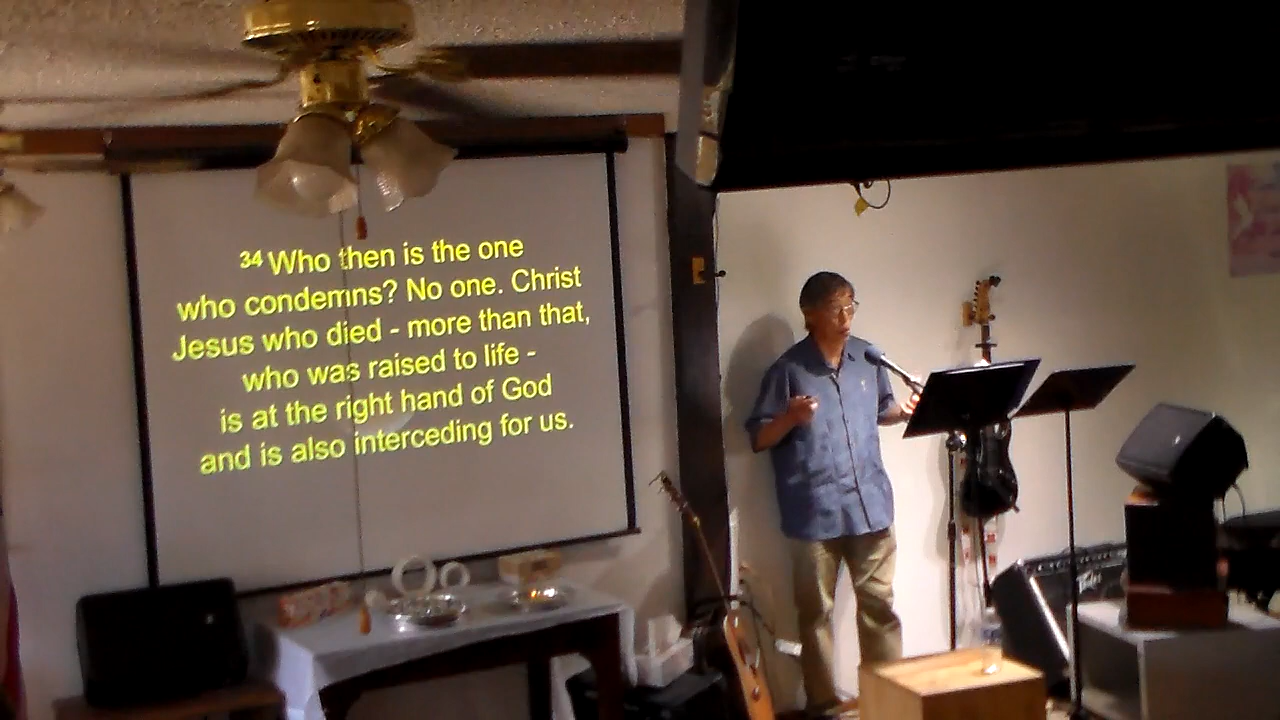 34 Who then is the one
who condemns? No one. Christ
Jesus who died - more than that,
who was raised to life -
is at the right hand of God
and is also interceding for us.
Peavey